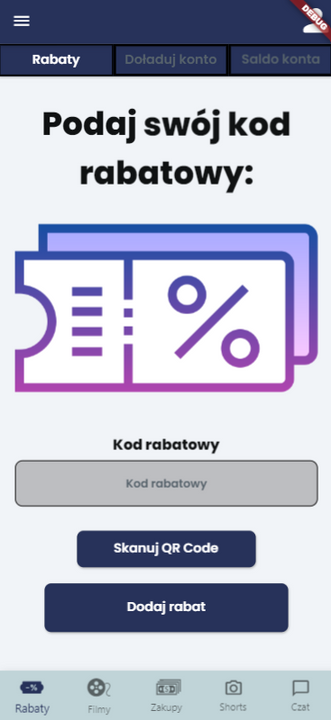 DEBUG
Rabaty
Doładuj konto
Saldo konta
Podaj swój kod
rabatowy:
%
Kod rabatowy
Kod rabatowy
Skanuj QR Code
Dodaj rabat
-%
Rabaty
Filmy
Zakupy
Shorts
Czat